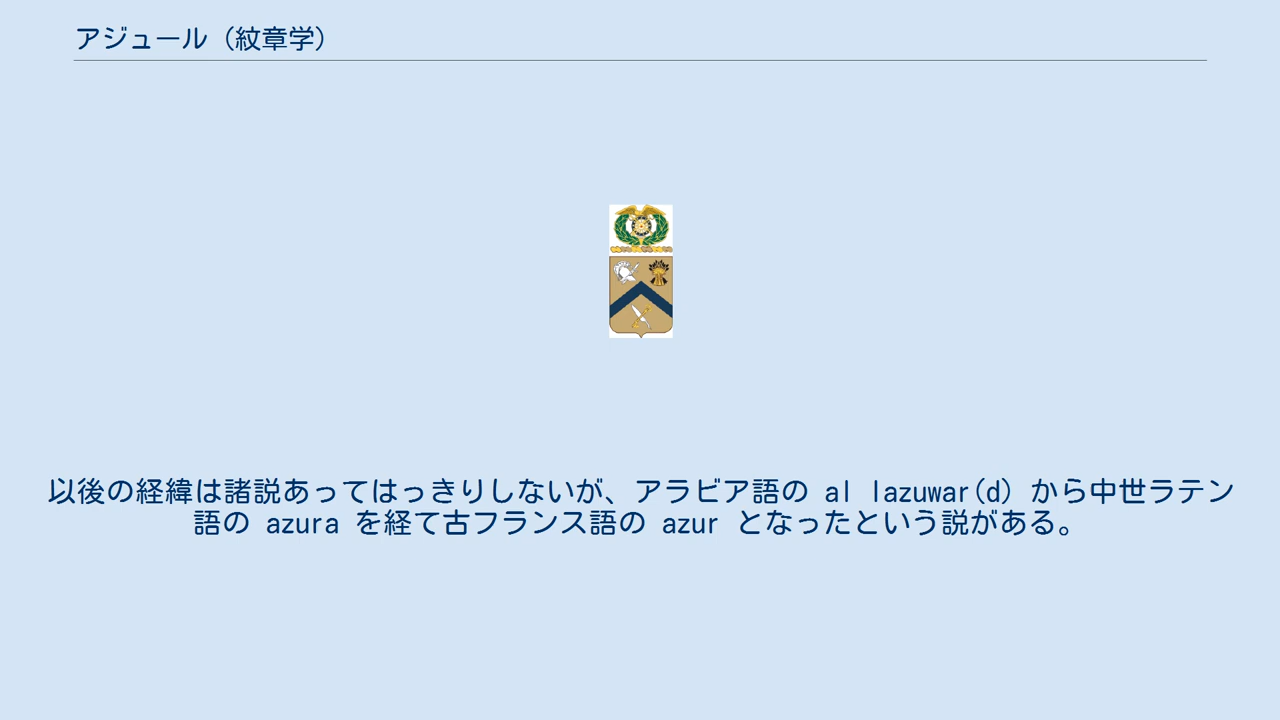 アジュール (紋章学)
以後の経緯は諸説あってはっきりしないが、アラビア語の al lazuwar(d) から中世ラテン
語の azura を経て古フランス語の azur となったという説がある。